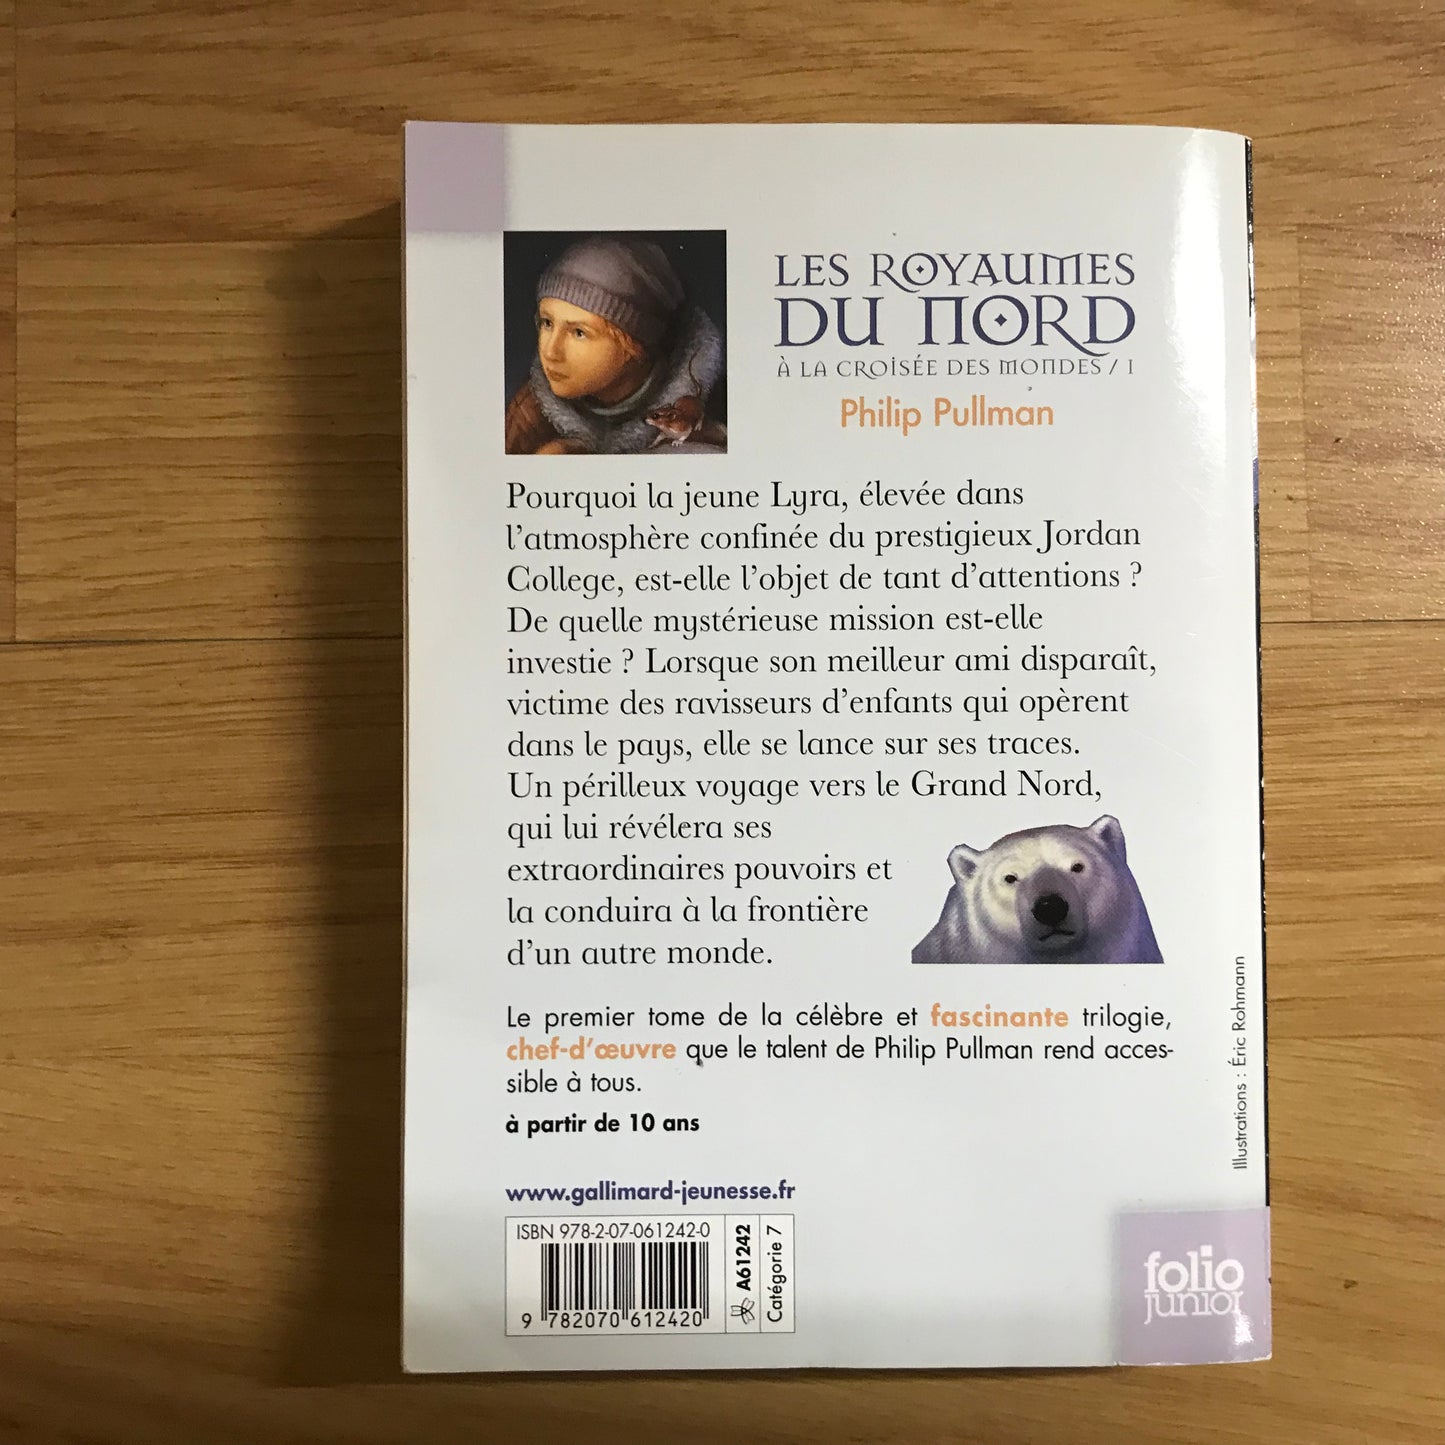 LES ROYAUMES
DU NORD
À LA CROISÉE DES MONDES / I
Philip Pullman
Pourquoi la jeune Lyra, élevée dans
l'atmosphère confinée du prestigieux Jordan
College, est-elle l'objet de tant d'attentions ?
De quelle mystérieuse mission est-elle
investie ? Lorsque son meilleur ami disparaît,
victime des ravisseurs d'enfants qui opèrent
dans le pays, elle se lance sur ses traces.
Un périlleux voyage vers le Grand Nord,
qui lui révélera ses
extraordinaires pouvoirs et
la conduira à la frontière
d'un autre monde.
Le premier tome de la célèbre et fascinante trilogie,
chef-d'œuvre que le talent de Philip Pullman rend acces-
sible à tous.
à partir de 10 ans
www.gallimard-jeunesse.fr
ISBN 978-2-07-061242-0
9 782070 612420
A61242
Catégorie 7
Illustrations : Éric Rohmann
folio
junior